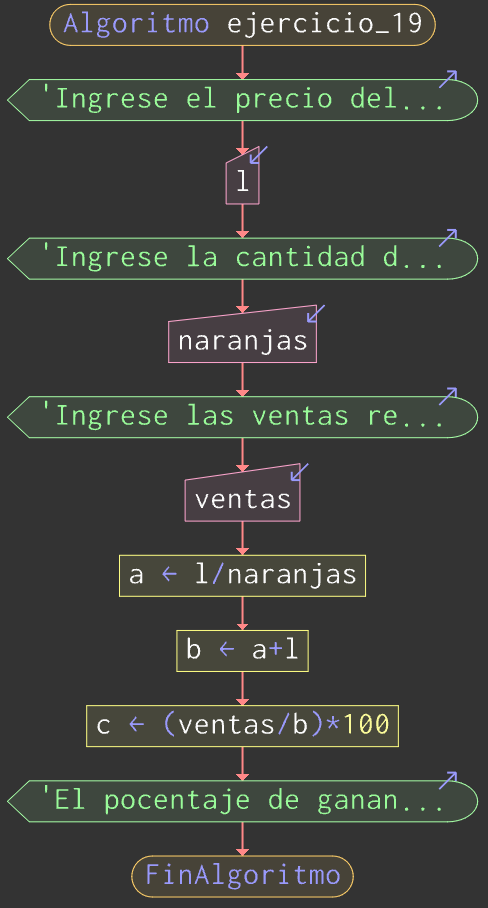 Algoritmo ejercicio_19
'Ingrese el precio del...
l
'Ingrese la cantidad d...
naranjas
'Ingrese las ventas re...
ventas
a ← l/naranjas
b ← a+l
c ← (ventas/b)*100
'El pocentaje de ganan...
FinAlgoritmo